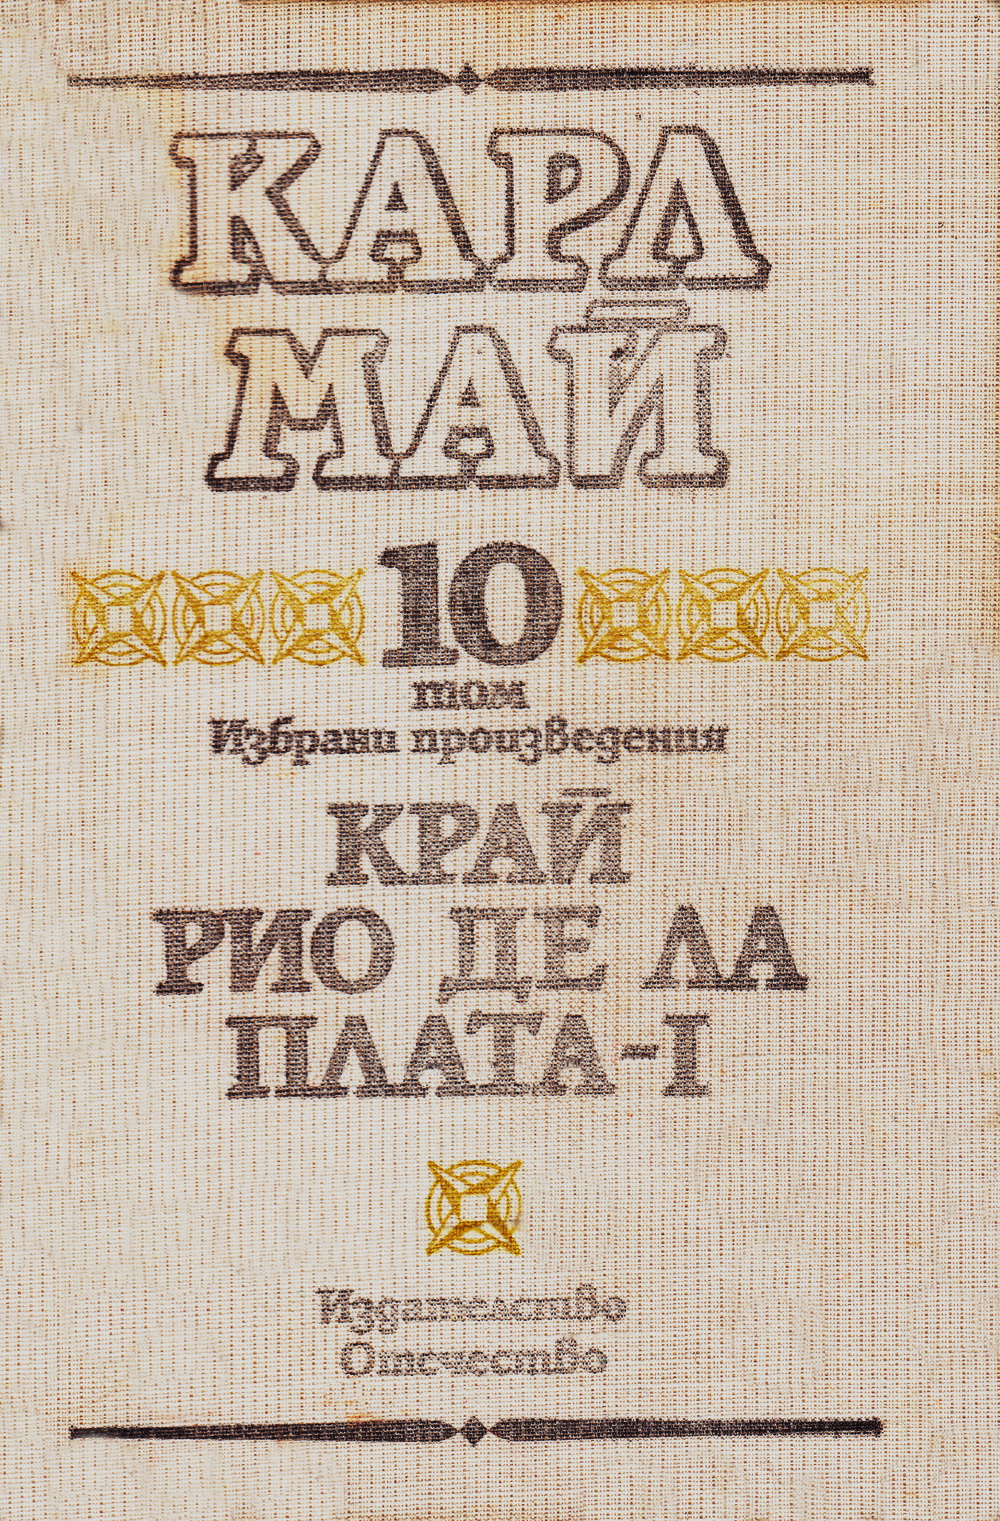 КАРЛ
МАЙ
10
том
Избрани произведения
КРАЙ
РИО ДЕ ЛА
ПЛАТА-I
Издателство
Отечество